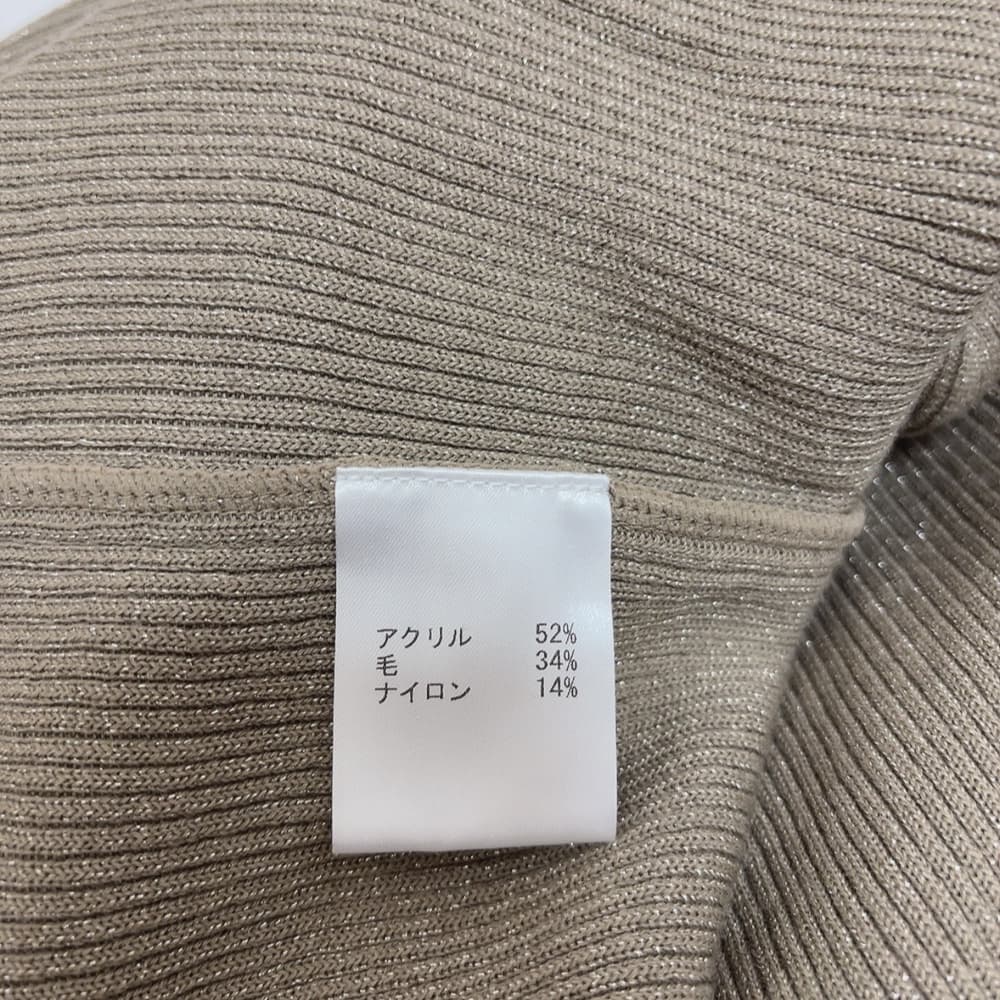 アクリル 52%
毛 34%
ナイロン 14%